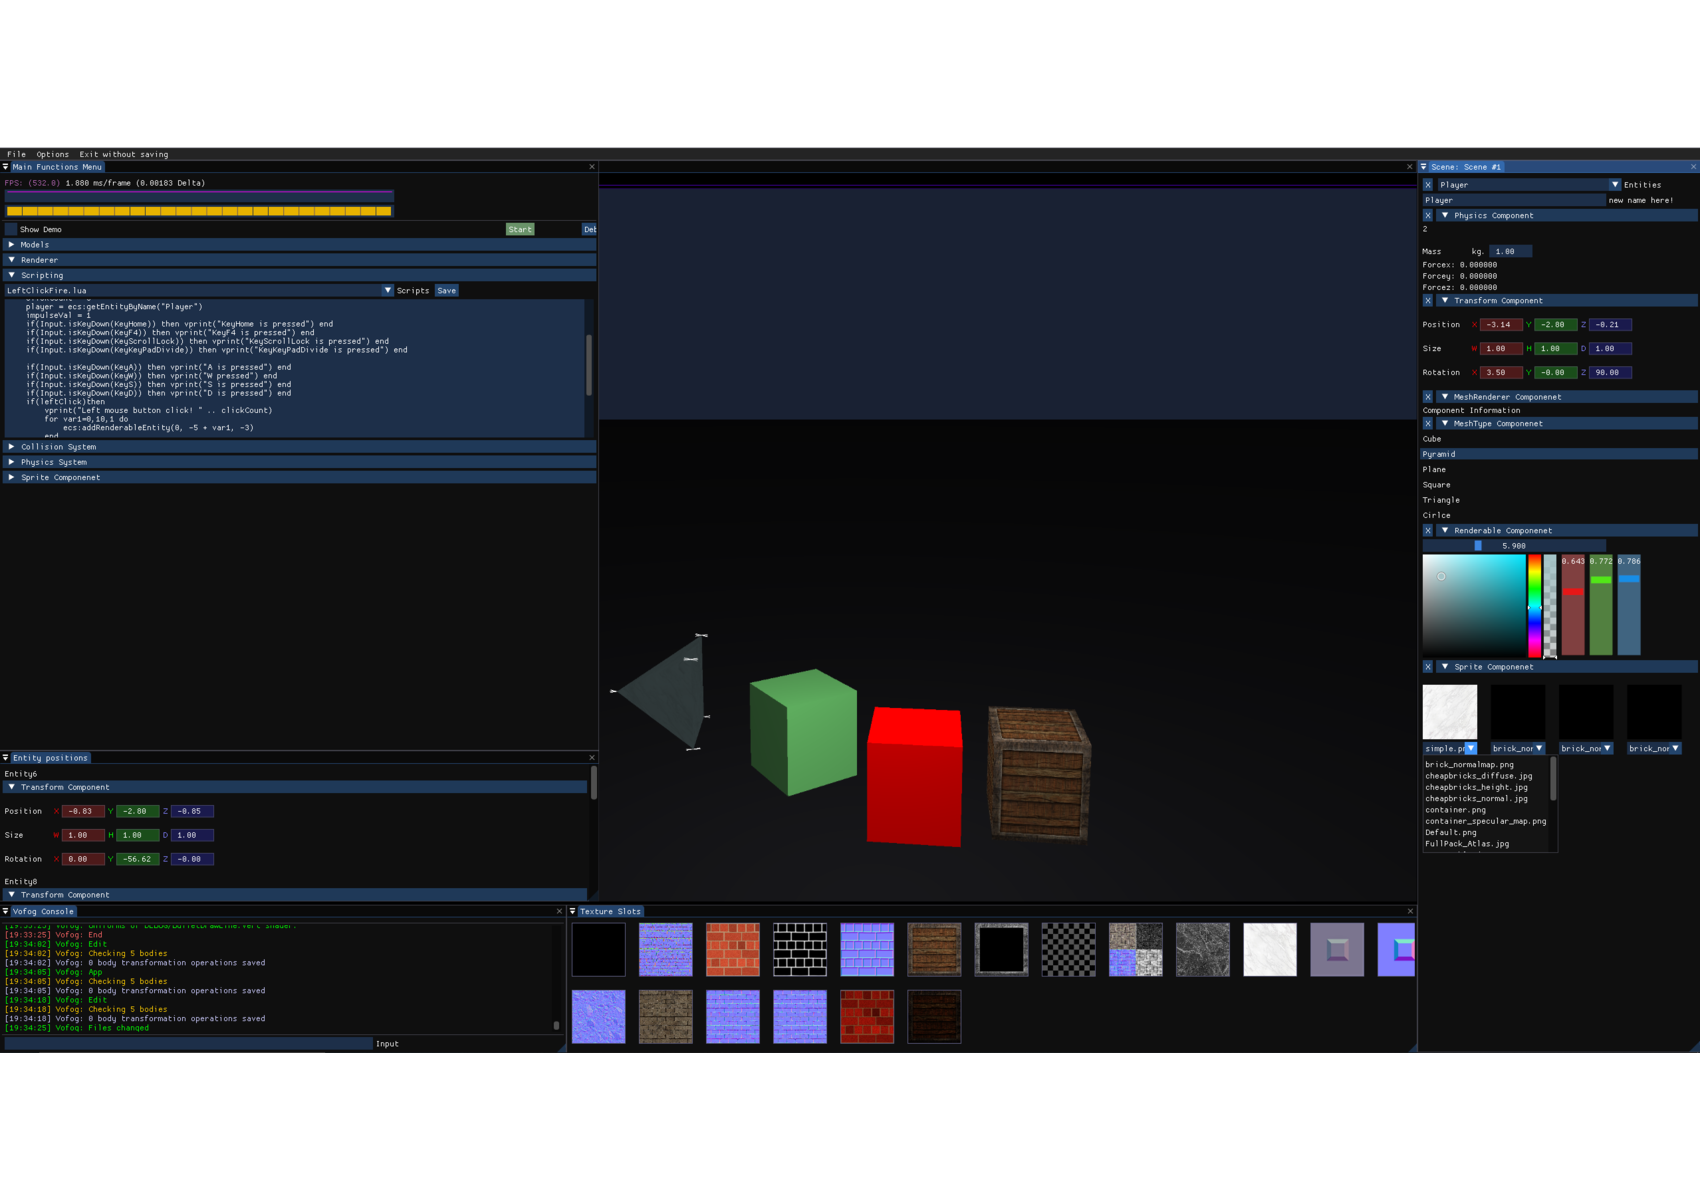 File Options Exit without saving
Main Functions Menu
FPS: (532.0) 1.880 ms/frame (0.00183 Delta)
Show Demo Start Deb
Models
Renderer
Scripting
LeftClickFire.lua Scripts Save
player = ecs:getEntityByName("Player")
impulseVal = 1
if(Input.isKeyDown(KeyHome)) then vprint("KeyHome is pressed") end
if(Input.isKeyDown(KeyF4)) then vprint("KeyF4 is pressed") end
if(Input.isKeyDown(KeyScrollLock)) then vprint("KeyScrollLock is pressed") end
if(Input.isKeyDown(KeyKeyPadDivide)) then vprint("KeyKeyPadDivide is pressed") end
if(Input.isKeyDown(KeyA)) then vprint("A is pressed") end
if(Input.isKeyDown(KeyW)) then vprint("W pressed") end
if(Input.isKeyDown(KeyS)) then vprint("S is pressed") end
if(Input.isKeyDown(KeyD)) then vprint("D is pressed") end
if(leftClick)then
vprint("Left mouse button click! " .. clickCount)
for var1=0,10,1 do
ecs:addRenderableEntity(0, -5 + var1, -3)
end
Collision System
Physics System
Sprite Componenet
Entity positions
Entity6
Transform Component
Position X -0.83 Y -2.80 Z -0.85
Size W 1.00 H 1.00 D 1.00
Rotation X 0.00 Y -56.62 Z -0.00
Entity8
Transform Component
Vofog Console
[19:33:25] Vofog: End
[19:34:02] Vofog: Edit
[19:34:02] Vofog: Checking 5 bodies
[19:34:02] Vofog: 0 body transformation operations saved
[19:34:05] Vofog: App
[19:34:05] Vofog: Checking 5 bodies
[19:34:05] Vofog: 0 body transformation operations saved
[19:34:18] Vofog: Edit
[19:34:18] Vofog: Checking 5 bodies
[19:34:18] Vofog: 0 body transformation operations saved
[19:34:25] Vofog: Files changed
Input
Texture Slots
Scene: Scene #1
X Player Entities
Player new name here!
X Physics Component
2
Mass kg. 1.00
Forcex: 0.000000
Forcey: 0.000000
Forcez: 0.000000
X Transform Component
Position X -3.14 Y -2.80 Z -0.21
Size W 1.00 H 1.00 D 1.00
Rotation X 3.50 Y -0.00 Z 90.00
X MeshRenderer Componenet
Component Information
X MeshType Componenet
Cube
Pyramid
Plane
Square
Triangle
Cirlce
X Renderable Componenet
5.900
0.643 0.772 0.786
X Sprite Componenet
simple.pn brick_nor brick_nor brick_nor
brick_normalmap.png
cheapbricks_diffuse.jpg
cheapbricks_height.jpg
cheapbricks_normal.jpg
container.png
container_specular_map.png
Default.png
FullPack_Atlas.jpg